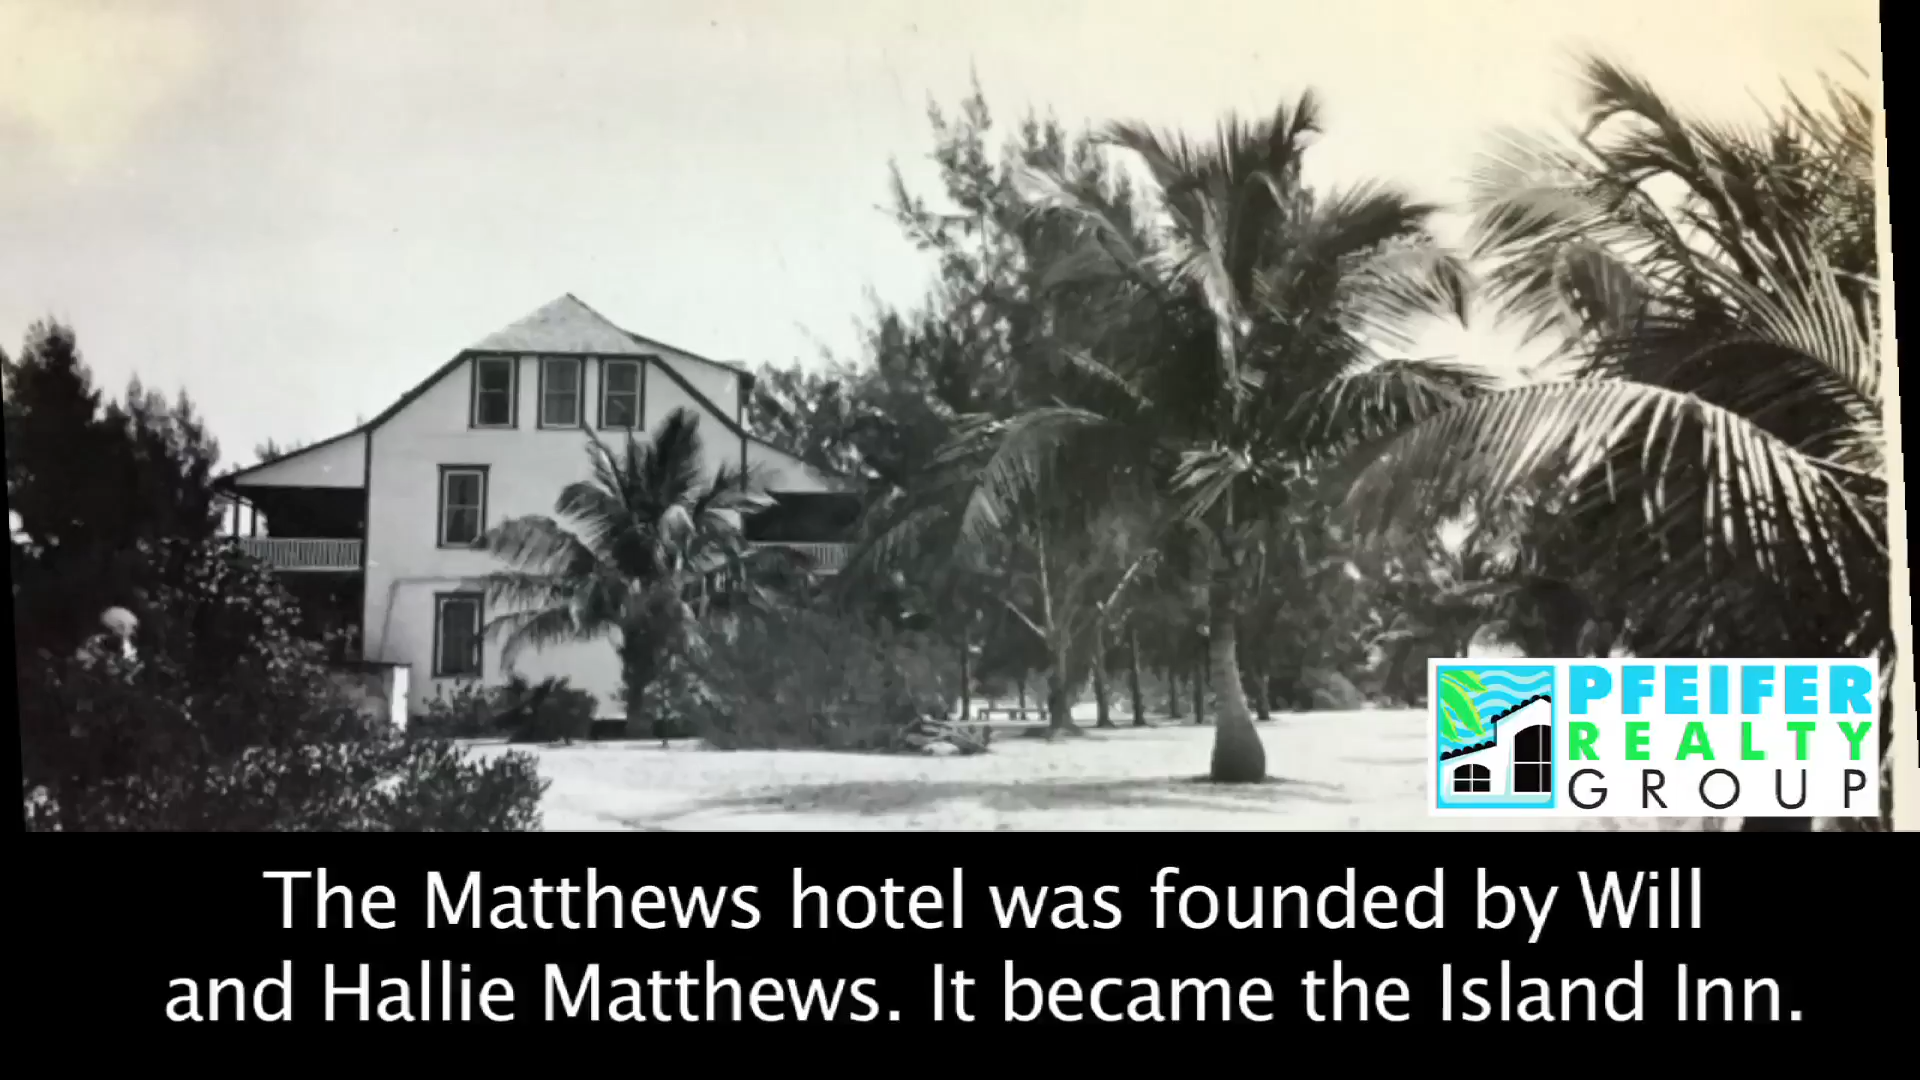 PFEIFER
REALTY
GROUP
The Matthews hotel was founded by Will
and Hallie Matthews. It became the Island Inn.